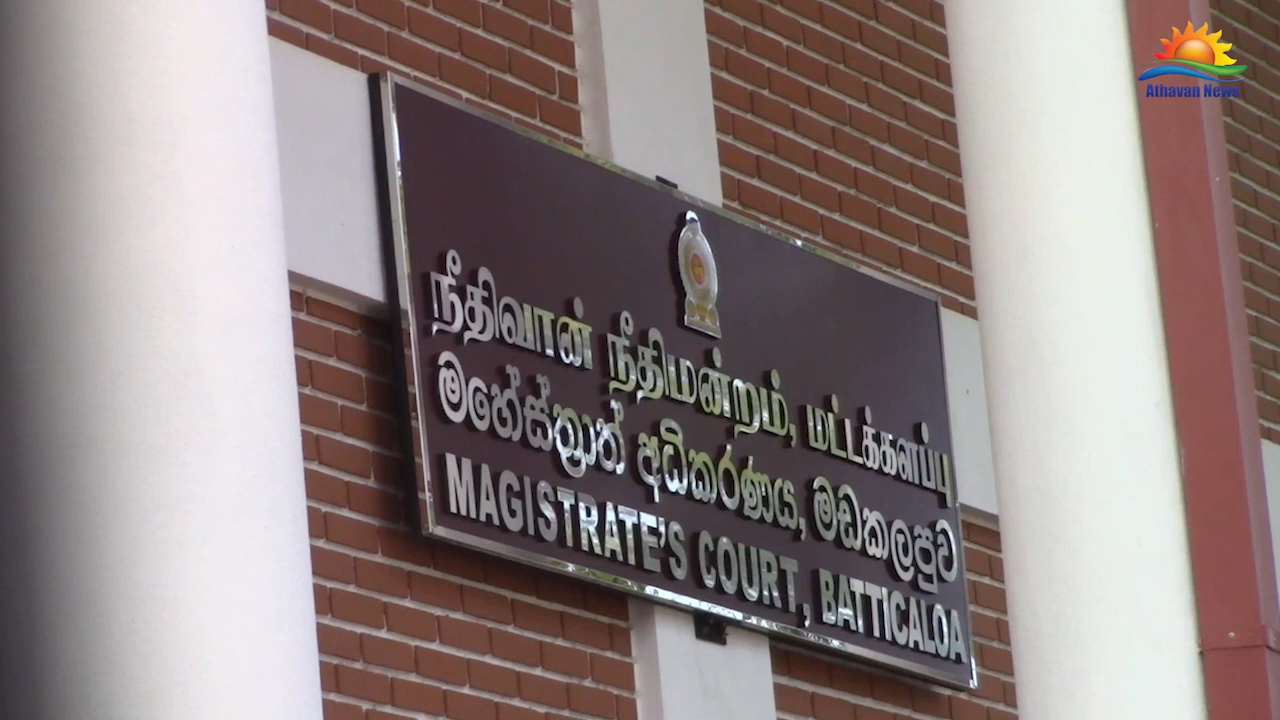 நீதிவான் நீதிமன்றம், மட்டக்களப்பு
මහේස්ත්‍රාත් අධිකරණය, මඩකලපුව
MAGISTRATE'S COURT, BATTICALOA
Athavan News